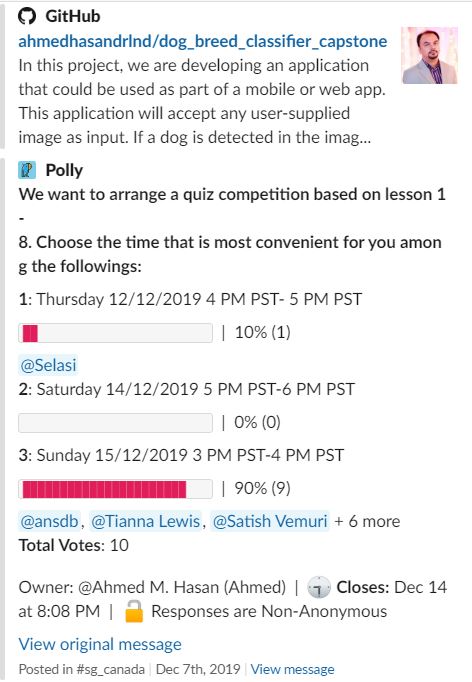 GitHub
ahmedhasandrlnd/dog_breed_classifier_capstone
In this project, we are developing an application
that could be used as part of a mobile or web app.
This application will accept any user-supplied
image as input. If a dog is detected in the imag...
Polly
We want to arrange a quiz competition based on lesson 1
-
8. Choose the time that is most convenient for you amon
g the followings:
1: Thursday 12/12/2019 4 PM PST- 5 PM PST
| 10% (1)
@Selasi
2: Saturday 14/12/2019 5 PM PST-6 PM PST
| 0% (0)
3: Sunday 15/12/2019 3 PM PST-4 PM PST
| 90% (9)
@ansdb, @Tianna Lewis, @Satish Vemuri + 6 more
Total Votes: 10
Owner: @Ahmed M. Hasan (Ahmed) | Closes: Dec 14
at 8:08 PM | Responses are Non-Anonymous
View original message
Posted in #sg_canada | Dec 7th, 2019 | View message